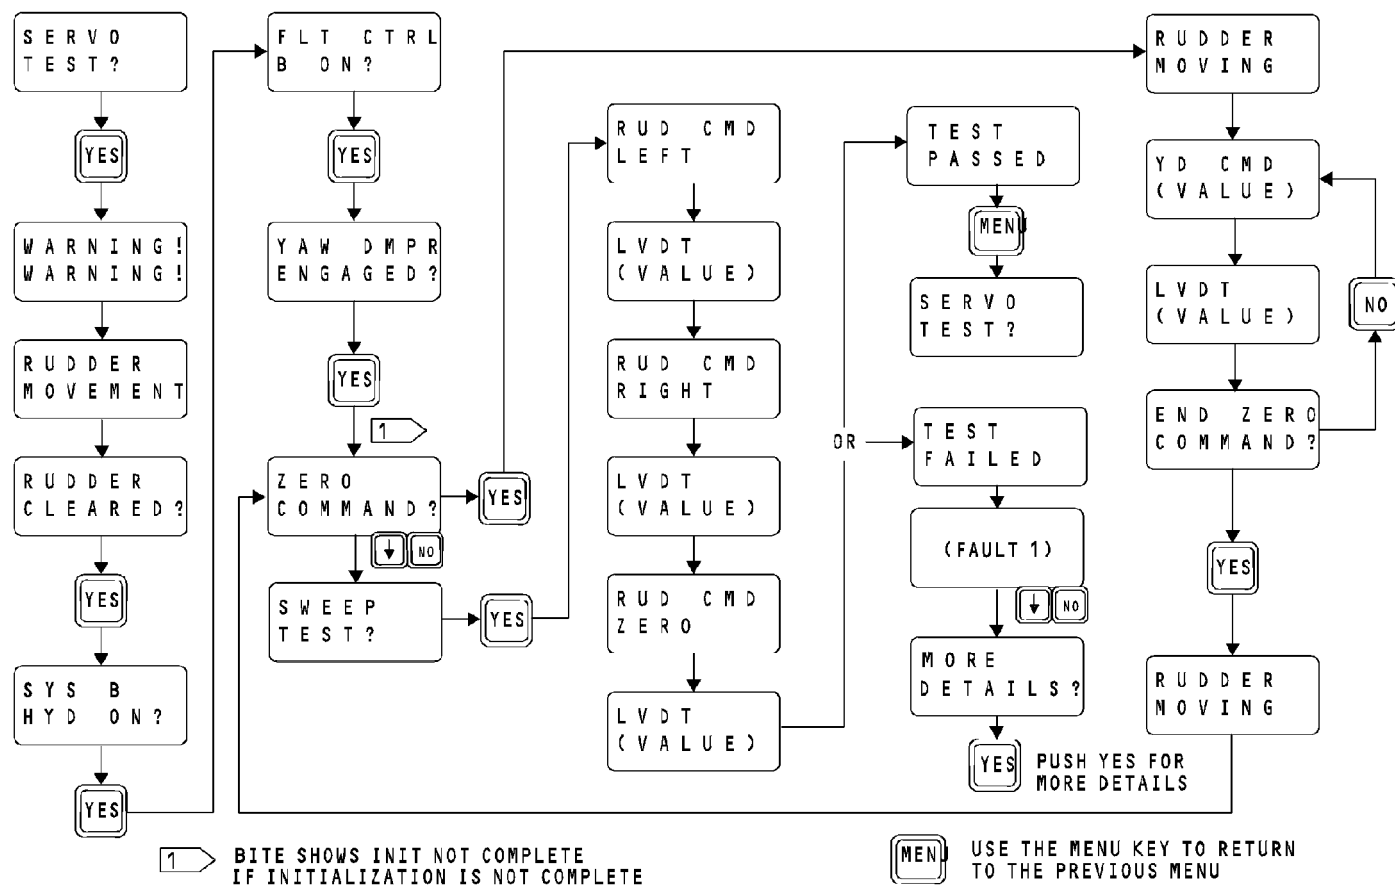 SERVO
TEST?
YES
WARNING!
WARNING!
RUDDER
MOVEMENT
RUDDER
CLEARED?
YES
SYS B
HYD ON?
YES
FLT CTRL
B ON?
YES
YAW DMPR
ENGAGED?
YES
1
ZERO
COMMAND?
YES
NO
SWEEP
TEST?
YES
RUD CMD
LEFT
LVDT
(VALUE)
RUD CMD
RIGHT
LVDT
(VALUE)
RUD CMD
ZERO
LVDT
(VALUE)
OR
TEST
PASSED
MENU
SERVO
TEST?
TEST
FAILED
(FAULT 1)
NO
MORE
DETAILS?
YES
PUSH YES FOR
MORE DETAILS
RUDDER
MOVING
YD CMD
(VALUE)
LVDT
(VALUE)
NO
END ZERO
COMMAND?
YES
RUDDER
MOVING
1
BITE SHOWS INIT NOT COMPLETE
IF INITIALIZATION IS NOT COMPLETE
MENU
USE THE MENU KEY TO RETURN
TO THE PREVIOUS MENU